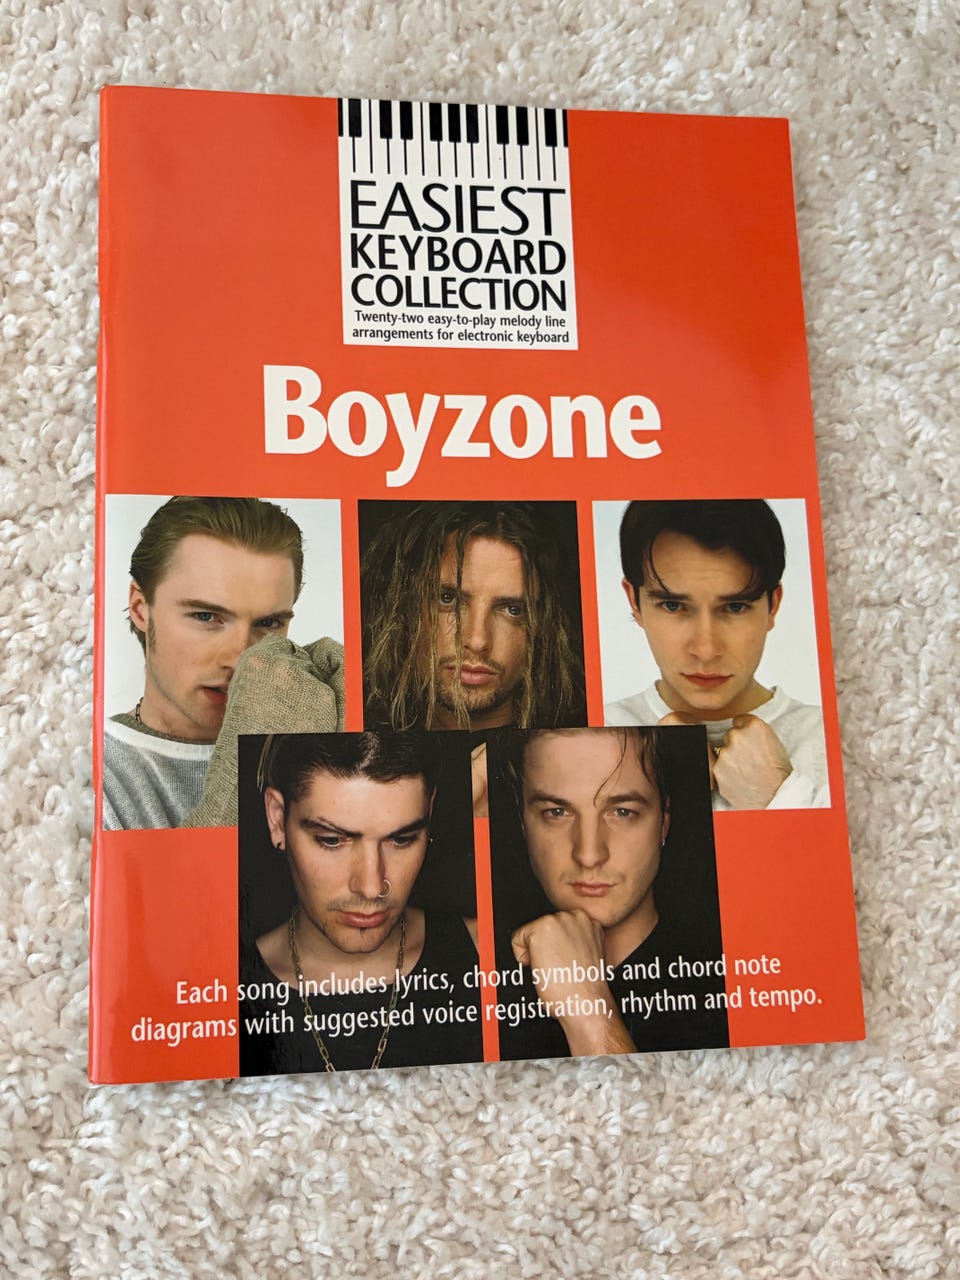 EASIEST
KEYBOARD
COLLECTION
Twenty-two easy-to-play melody line
arrangements for electronic keyboard
Boyzone
Each song includes lyrics, chord symbols and chord note
diagrams with suggested voice registration, rhythm and tempo.